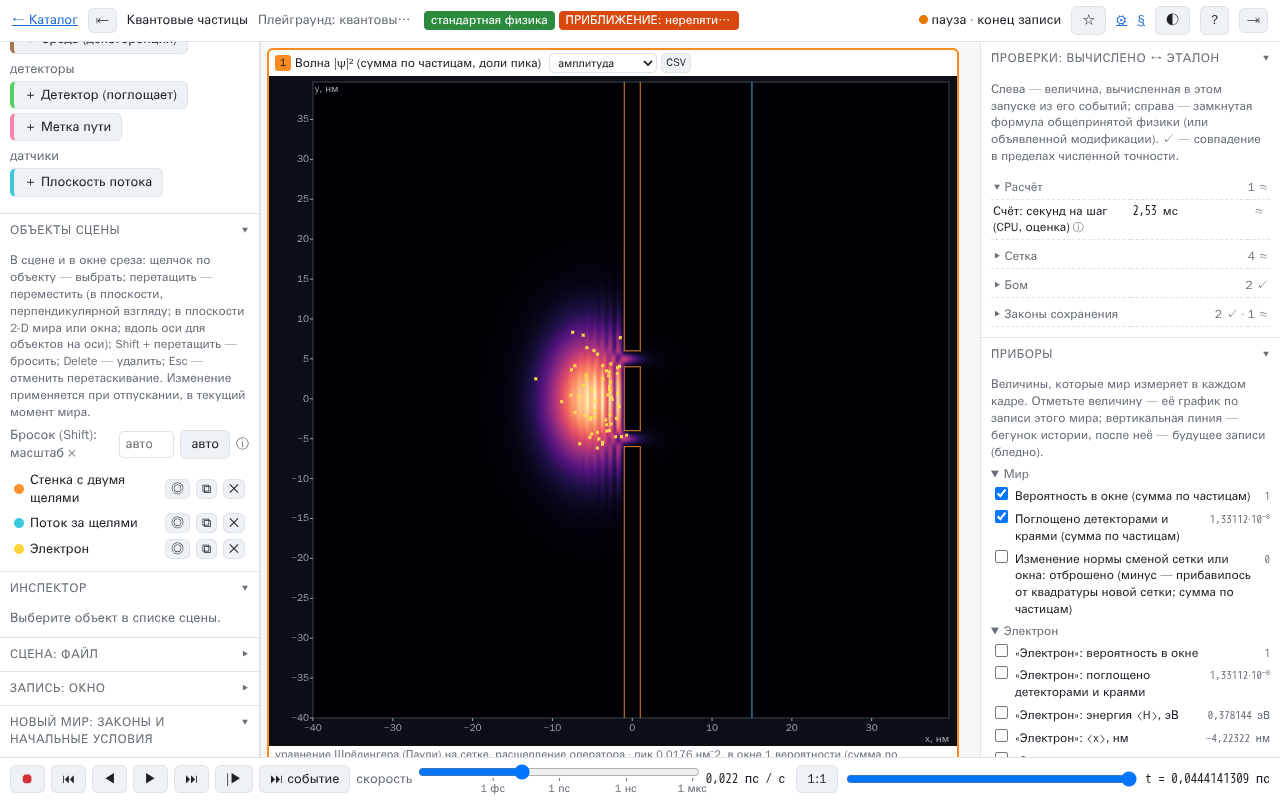 ← Каталог
⇤
Квантовые частицы
Плейграунд: квантовы···
стандартная физика
ПРИБЛИЖЕНИЕ: нереляти···
пауза · конец записи
☆
⚙
§
◐
?
⇥
детекторы
+ Детектор (поглощает)
+ Метка пути
датчики
+ Плоскость потока
ОБЪЕКТЫ СЦЕНЫ
В сцене и в окне среза: щелчок по
объекту — выбрать; перетащить —
переместить (в плоскости,
перпендикулярной взгляду; в плоскости
2-D мира или окна; вдоль оси для
объектов на оси); Shift + перетащить —
бросить; Delete — удалить; Esc —
отменить перетаскивание. Изменение
применяется при отпускании, в текущий
момент мира.
Бросок (Shift):
масштаб ×
авто
авто
ⓘ
Стенка с двумя
щелями
Поток за щелями
Электрон
ИНСПЕКТОР
Выберите объект в списке сцены.
СЦЕНА: ФАЙЛ
ЗАПИСЬ: ОКНО
НОВЫЙ МИР: ЗАКОНЫ И
НАЧАЛЬНЫЕ УСЛОВИЯ
1 Волна |ψ|² (сумма по частицам, доли пика)
амплитуда
CSV
y, нм
35
30
25
20
15
10
5
0
−5
−10
−15
−20
−25
−30
−35
−40
−40
−30
−20
−10
0
10
20
30
x, нм
уравнение Шрёдингера (Паули) на сетке, расщепление оператора · пик 0,0176 нм⁻2, в окне 1 вероятности (сумма по
ПРОВЕРКИ: ВЫЧИСЛЕНО ↔ ЭТАЛОН
Слева — величина, вычисленная в этом
запуске из его событий; справа — замкнутая
формула общепринятой физики (или
объявленной модификации). ✓ — совпадение
в пределах численной точности.
Расчёт
1 ≈
Счёт: секунд на шаг
(CPU, оценка) ⓘ
2,53 мс
≈
Сетка
4 ≈
Бом
2 ✓
Законы сохранения
2 ✓ · 1 ≈
ПРИБОРЫ
Величины, которые мир измеряет в каждом
кадре. Отметьте величину — её график по
записи этого мира; вертикальная линия —
бегунок истории, после неё — будущее записи
(бледно).
Мир
Вероятность в окне (сумма по частицам)
1
Поглощено детекторами и
краями (сумма по частицам)
1,33112·10⁻⁸
Изменение нормы сменой сетки или
окна: отброшено (минус — прибавилось
от квадратуры новой сетки; сумма по
частицам)
0
Электрон
«Электрон»: вероятность в окне
1
«Электрон»: поглощено
детекторами и краями
1,33112·10⁻⁸
«Электрон»: энергия ⟨H⟩, эВ
0,378144 эВ
«Электрон»: ⟨x⟩, нм
−4,22322 нм
⏭ событие
скорость
1 фс
1 пс
1 нс
1 мкс
0,022 пс / с
1:1
t = 0,0444141309 пс